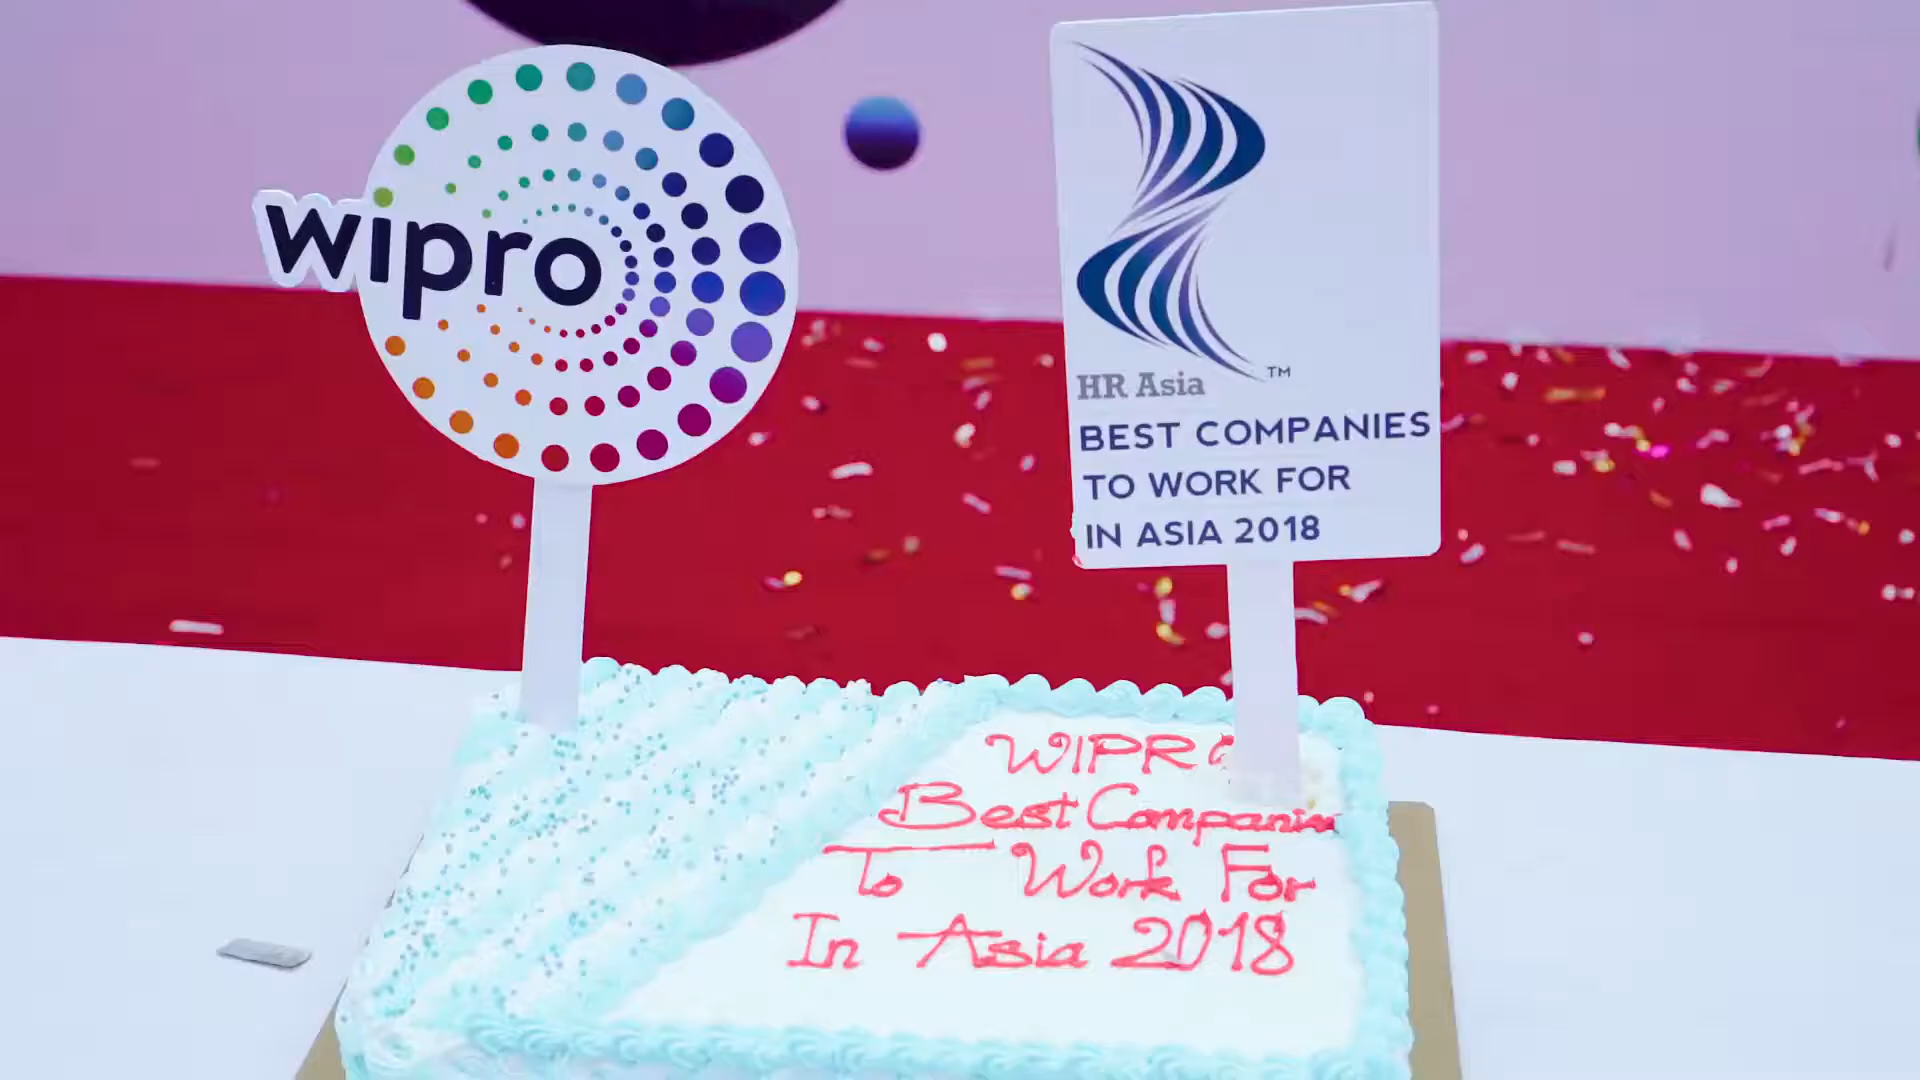 wipro
TM
HR Asia
BEST COMPANIES
TO WORK FOR
IN ASIA 2018
WIPRO
Best Companies
To Work For
In Asia 2018